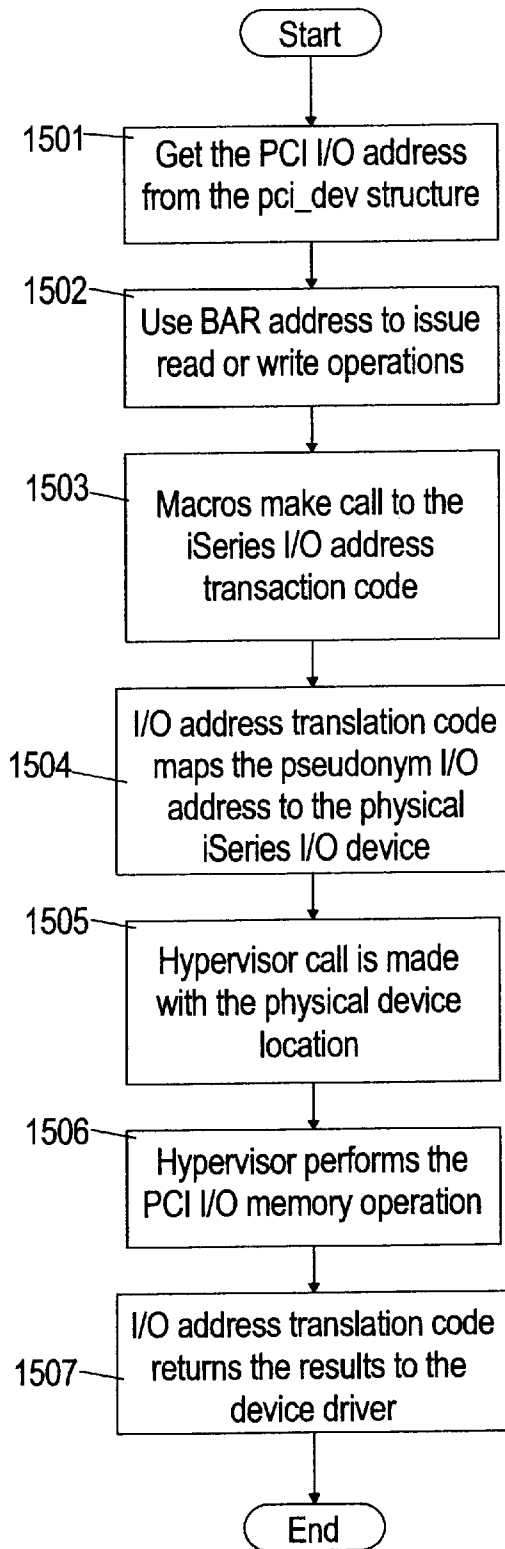 Start
1501
Get the PCI I/O address
from the pci_dev structure
1502
Use BAR address to issue
read or write operations
1503
Macros make call to the
iSeries I/O address
transaction code
1504
I/O address translation code
maps the pseudonym I/O
address to the physical
iSeries I/O device
1505
Hypervisor call is made
with the physical device
location
1506
Hypervisor performs the
PCI I/O memory operation
1507
I/O address translation code
returns the results to the
device driver
End